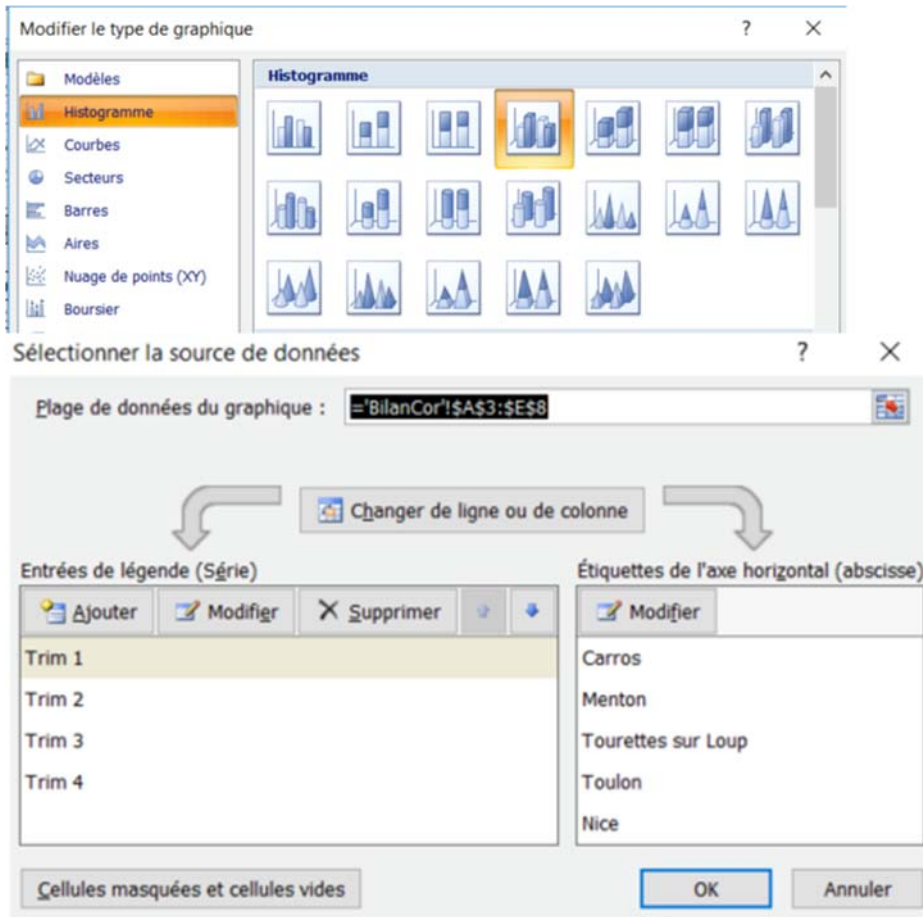 Modifier le type de graphique ? ×
Modèles
Histogramme
Courbes
Secteurs
Barres
Aires
Nuage de points (XY)
Boursier
Histogramme
Sélectionner la source de données ? ×
Plage de données du graphique : ='BilanCor'!$A$3:$E$8
Changer de ligne ou de colonne
Entrées de légende (Série)
Ajouter Modifier Supprimer
Trim 1
Trim 2
Trim 3
Trim 4
Étiquettes de l'axe horizontal (abscisse)
Modifier
Carros
Menton
Tourettes sur Loup
Toulon
Nice
Cellules masquées et cellules vides
OK Annuler